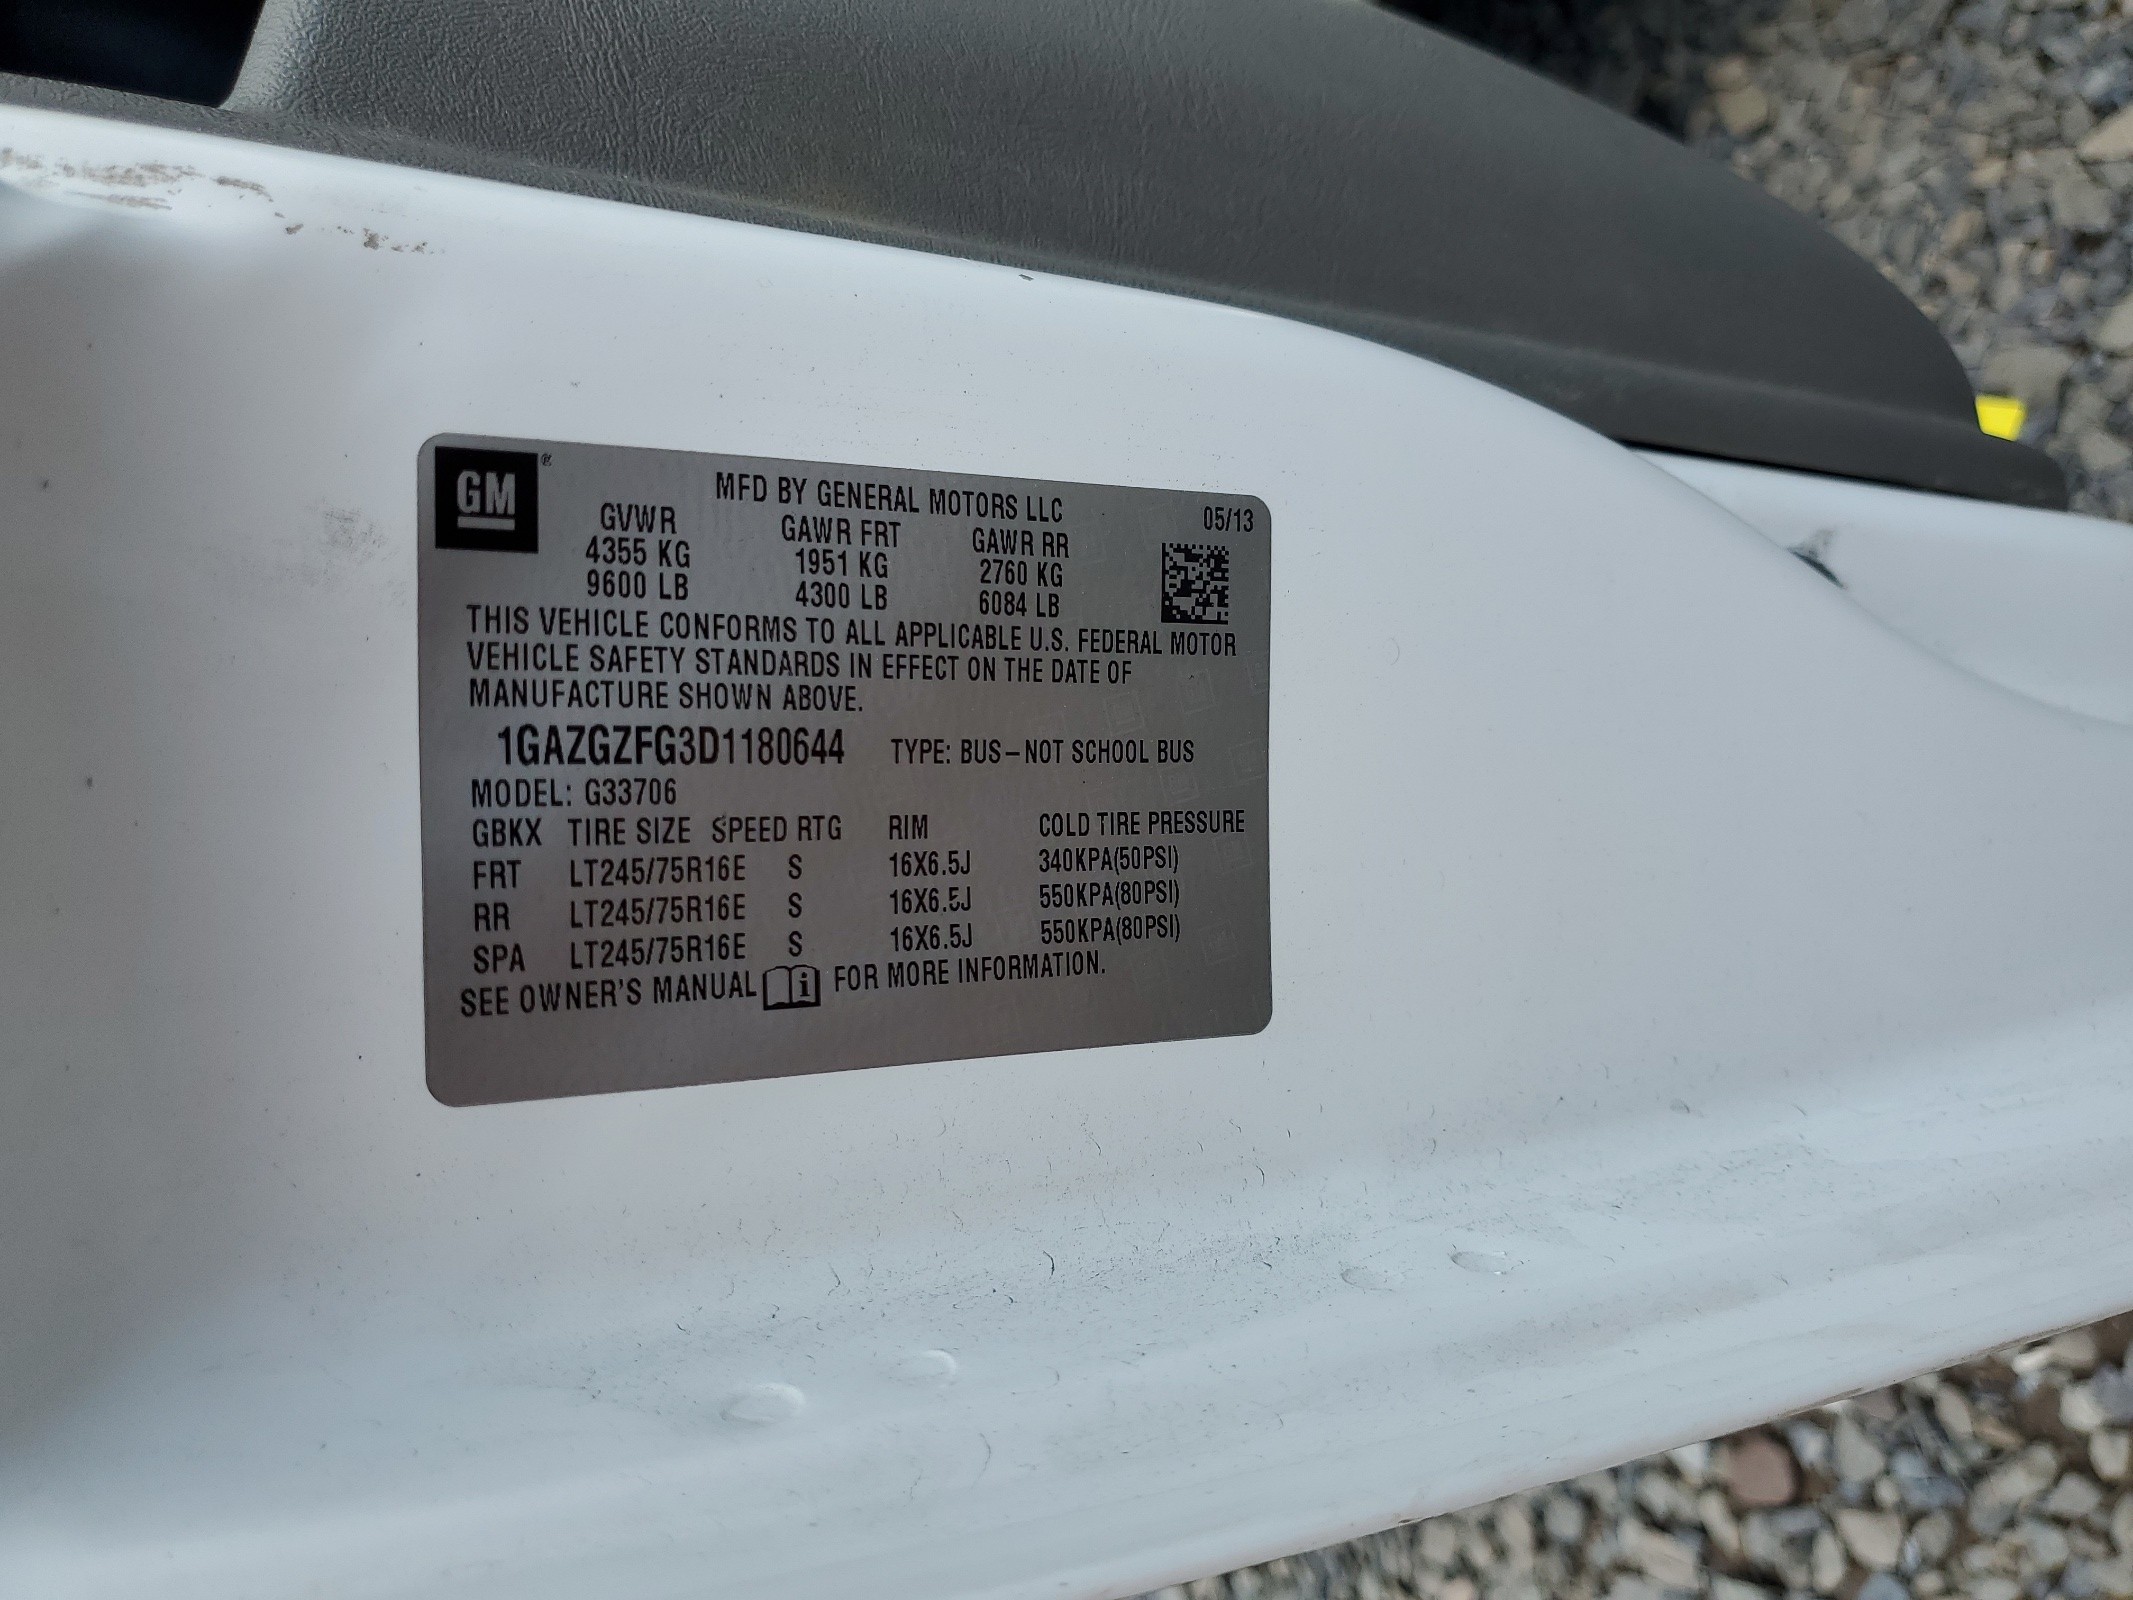 GM
MFD BY GENERAL MOTORS LLC
05/13
GVWR GAWR FRT GAWR RR
4355 KG 1951 KG 2760 KG
9600 LB 4300 LB 6084 LB
THIS VEHICLE CONFORMS TO ALL APPLICABLE U.S. FEDERAL MOTOR
VEHICLE SAFETY STANDARDS IN EFFECT ON THE DATE OF
MANUFACTURE SHOWN ABOVE.
1GAZGZFG3D1180644 TYPE: BUS–NOT SCHOOL BUS
MODEL: G33706
GBKX TIRE SIZE SPEED RTG RIM COLD TIRE PRESSURE
FRT LT245/75R16E S 16X6.5J 340KPA(50PSI)
RR LT245/75R16E S 16X6.5J 550KPA(80PSI)
SPA LT245/75R16E S 16X6.5J 550KPA(80PSI)
SEE OWNER'S MANUAL i FOR MORE INFORMATION.